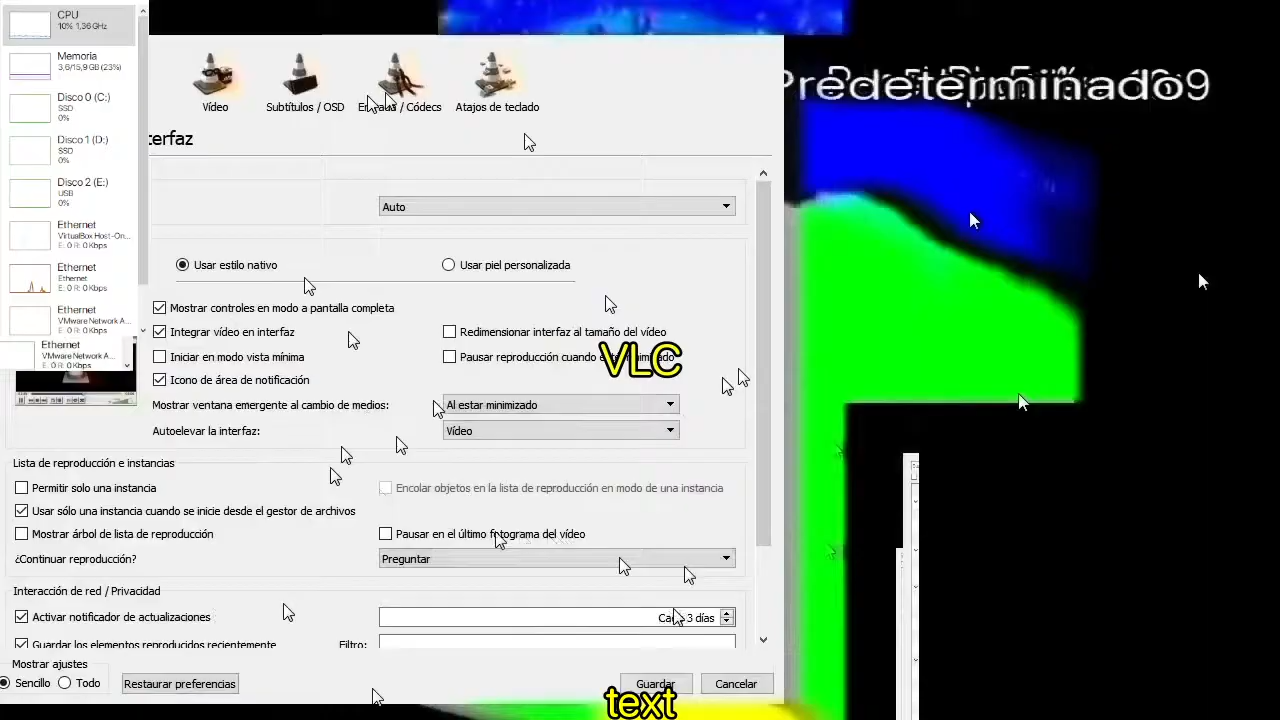 CPU
10% 1,36 GHz
Memoria
3,6/15,9 GB (23%)
Disco 0 (C:)
SSD
0%
Disco 1 (D:)
SSD
0%
Disco 2 (E:)
USB
0%
Ethernet
VirtualBox Host-On...
E: 0 R: 0 Kbps
Ethernet
Ethernet
E: 0 R: 0 Kbps
Ethernet
VMware Network A...
E: 0 R: 0 Kbps
Ethernet
VMware Network A...
E: 0 R: 0 Kbps
Vídeo
Subtítulos / OSD
/ Códecs
Atajos de teclado
terfaz
Predeterminado9
Auto
Usar estilo nativo
Usar piel personalizada
Mostrar controles en modo a pantalla completa
Integrar vídeo en interfaz
Redimensionar interfaz al tamaño del vídeo
Iniciar en modo vista mínima
Pausar reproducción cuando
VLC
Icono de área de notificación
Mostrar ventana emergente al cambio de medios:
Al estar minimizado
Autoelevar la interfaz:
Vídeo
Lista de reproducción e instancias
Permitir solo una instancia
Encolar objetos en la lista de reproducción en modo de una instancia
Usar sólo una instancia cuando se inicie desde el gestor de archivos
Mostrar árbol de lista de reproducción
Pausar en el último fotograma del vídeo
¿Continuar reproducción?
Preguntar
Interacción de red / Privacidad
Activar notificador de actualizaciones
3 días
Guardar los elementos reproducidos recientemente
Filtro:
Mostrar ajustes
Sencillo
Todo
Restaurar preferencias
Guardar
Cancelar
text